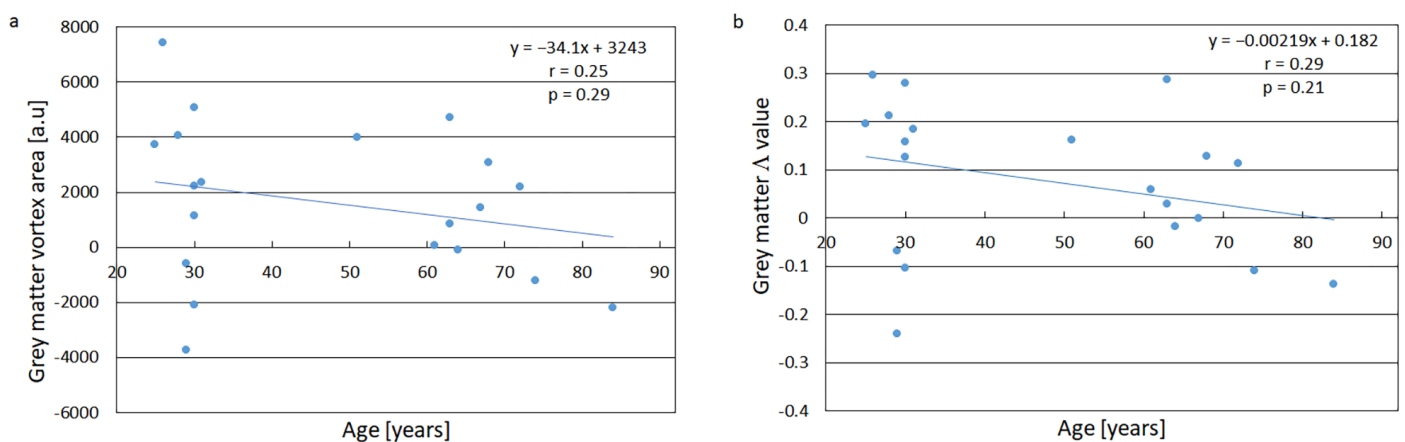 a
8000
6000
4000
2000
0
-2000
-4000
-6000
20 30 40 50 60 70 80 90
Grey matter vortex area [a.u]
Age [years]
y = −34.1x + 3243
r = 0.25
p = 0.29
b
0.4
0.3
0.2
0.1
0
-0.1
-0.2
-0.3
-0.4
20 30 40 50 60 70 80 90
Grey matter Λ value
Age [years]
y = −0.00219x + 0.182
r = 0.29
p = 0.21